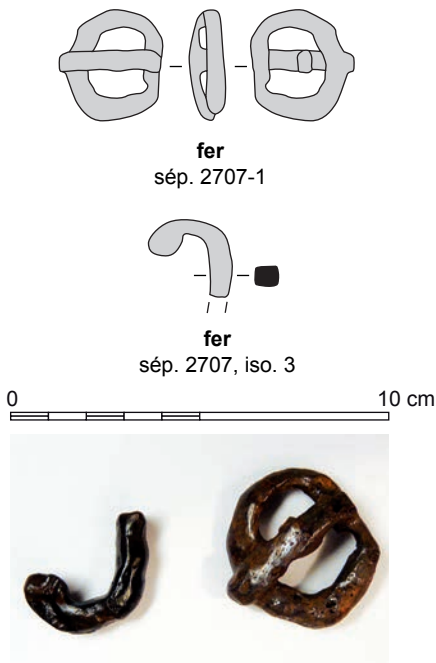 fer
sép. 2707-1
fer
sép. 2707, iso. 3
0 10 cm